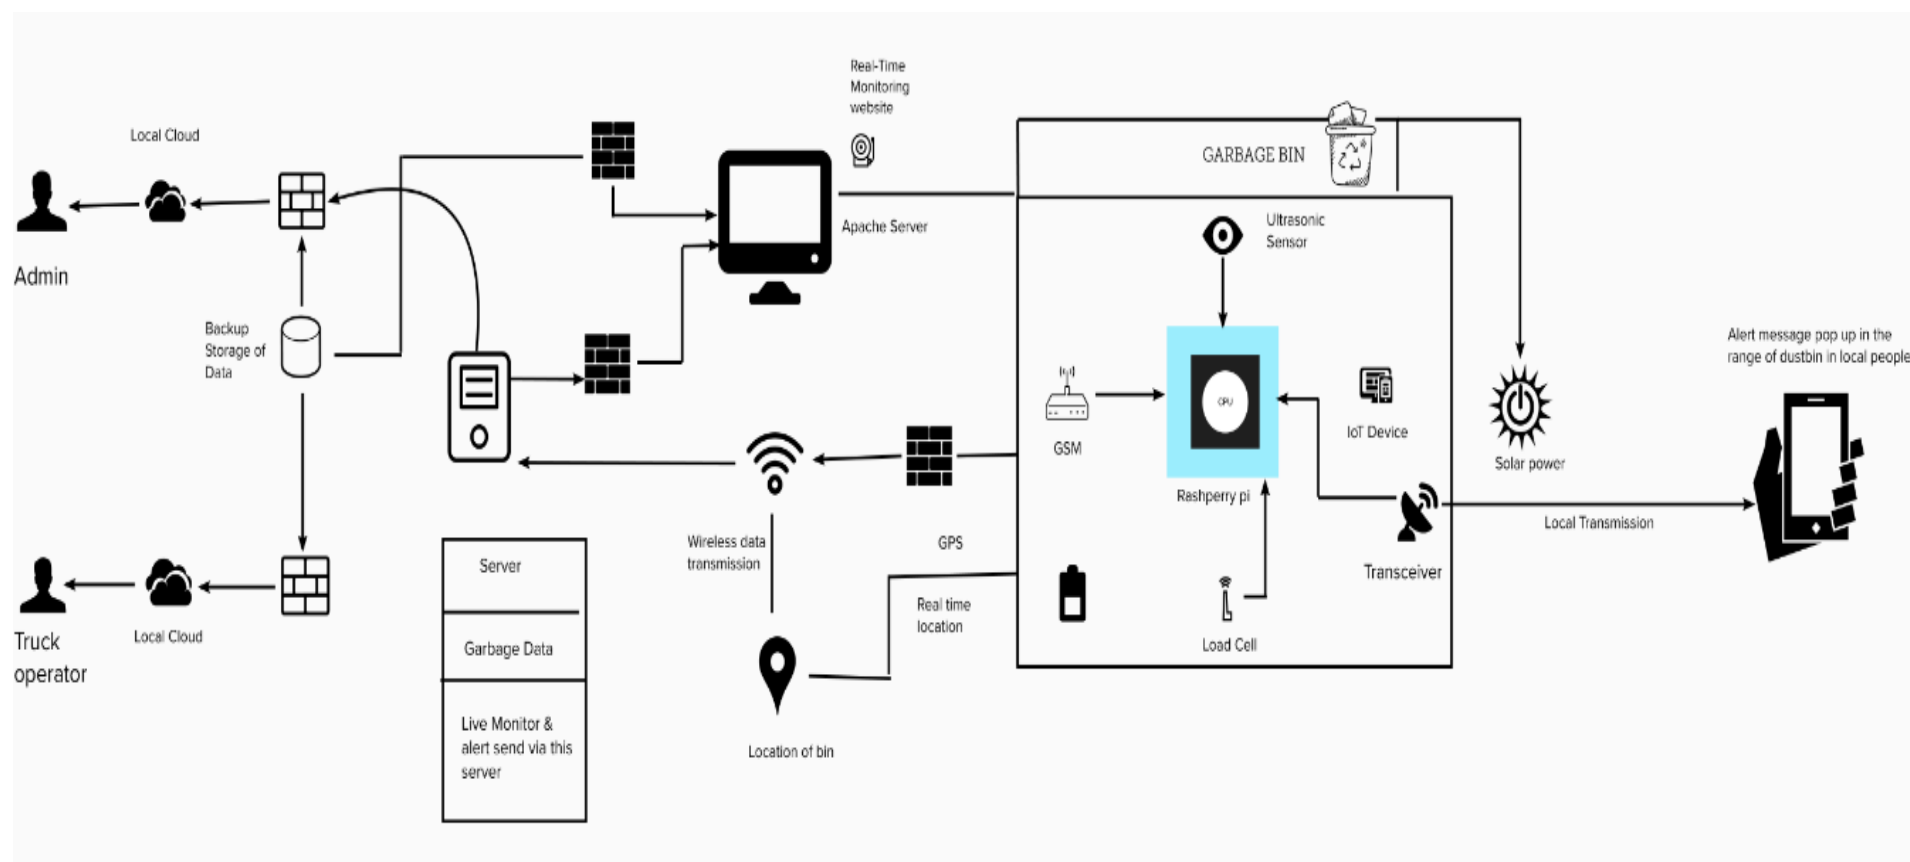 Real-Time
Monitoring
website
Local Cloud
GARBAGE BIN
Apache Server
Ultrasonic
Sensor
Admin
Backup
Storage of
Data
Alert message pop up in the
range of dustbin in local people
CPU
IoT Device
GSM
Solar power
Rashperry pi
Local Transmission
GPS
Wireless data
transmission
Transceiver
Server
Real time
location
Garbage Data
Local Cloud
Load Cell
Truck
operator
Live Monitor &
alert send via this
server
Location of bin